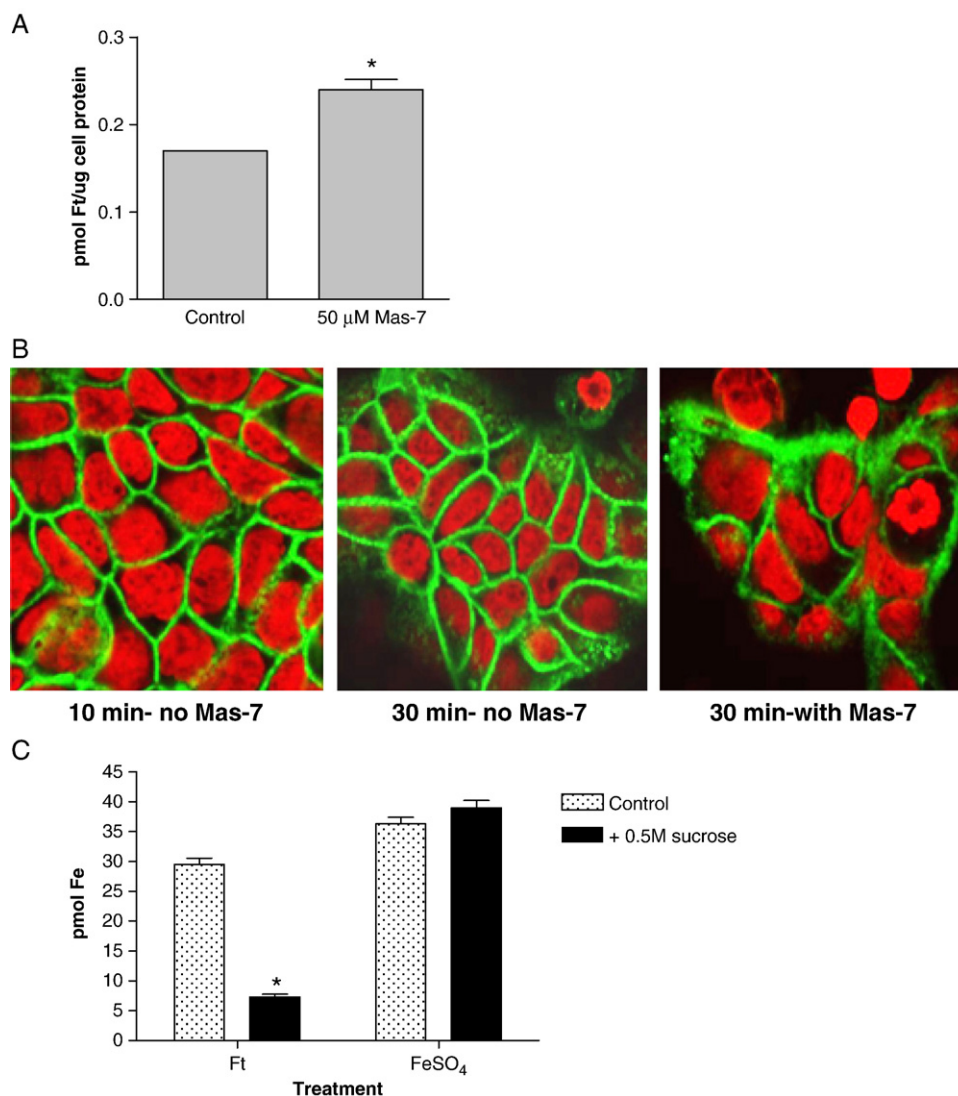 A
0.3
0.2
0.1
0.0
pmol Ft/ug cell protein
*
Control
50 μM Mas-7
B
10 min- no Mas-7
30 min- no Mas-7
30 min-with Mas-7
C
45
40
35
30
25
20
15
10
5
0
pmol Fe
*
Ft
FeSO₄
Treatment
Control
+ 0.5M sucrose